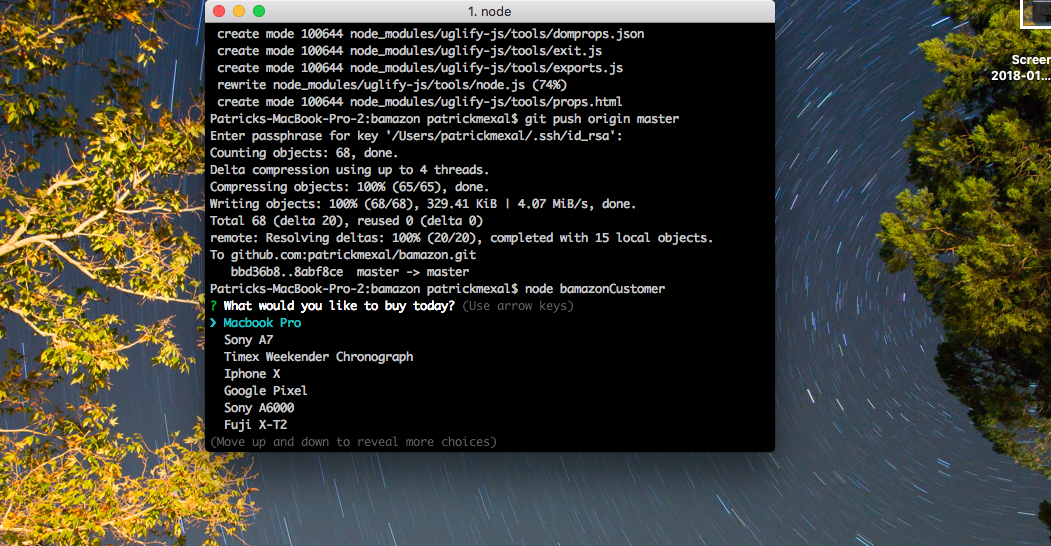 1. node
create mode 100644 node_modules/uglify-js/tools/domprops.json
create mode 100644 node_modules/uglify-js/tools/exit.js
create mode 100644 node_modules/uglify-js/tools/exports.js
rewrite node_modules/uglify-js/tools/node.js (74%)
create mode 100644 node_modules/uglify-js/tools/props.html
Patricks-MacBook-Pro-2:bamazon patrickmexal$ git push origin master
Enter passphrase for key '/Users/patrickmexal/.ssh/id_rsa':
Counting objects: 68, done.
Delta compression using up to 4 threads.
Compressing objects: 100% (65/65), done.
Writing objects: 100% (68/68), 329.41 KiB | 4.07 MiB/s, done.
Total 68 (delta 20), reused 0 (delta 0)
remote: Resolving deltas: 100% (20/20), completed with 15 local objects.
To github.com:patrickmexal/bamazon.git
bbd36b8..8abf8ce  master -> master
Patricks-MacBook-Pro-2:bamazon patrickmexal$ node bamazonCustomer
? What would you like to buy today? (Use arrow keys)
❯ Macbook Pro
Sony A7
Timex Weekender Chronograph
Iphone X
Google Pixel
Sony A6000
Fuji X-T2
(Move up and down to reveal more choices)
Screen
2018-01...